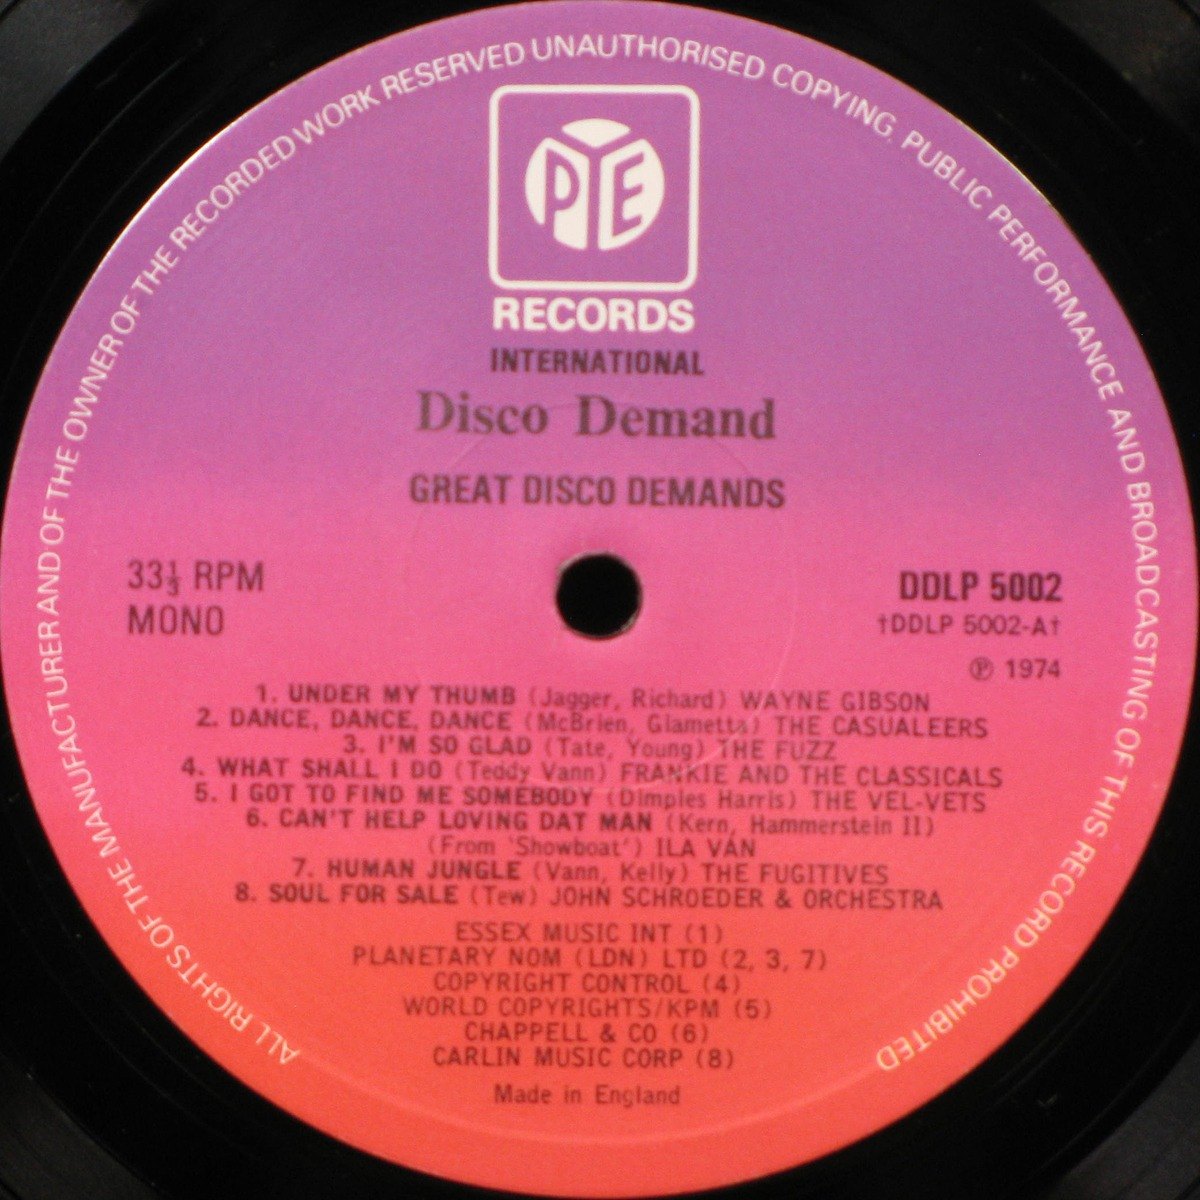 ALL RIGHTS OF THE MANUFACTURER AND OF THE OWNER OF THE RECORDED WORK RESERVED UNAUTHORISED COPYING. PUBLIC PERFORMANCE AND BROADCASTING OF THIS RECORD PROHIBITED
PYE
RECORDS
INTERNATIONAL
Disco Demand
GREAT DISCO DEMANDS
33⅓ RPM
MONO
DDLP 5002
†DDLP 5002-A†
℗ 1974
1. UNDER MY THUMB (Jagger, Richard) WAYNE GIBSON
2. DANCE, DANCE, DANCE (McBrien, Glametta) THE CASUALEERS
3. I'M SO GLAD (Tate, Young) THE FUZZ
4. WHAT SHALL I DO (Teddy Vann) FRANKIE AND THE CLASSICALS
5. I GOT TO FIND ME SOMEBODY (Dimples Harris) THE VEL-VETS
6. CAN'T HELP LOVING DAT MAN (Kern, Hammerstein II)
(From 'Showboat') ILA VAN
7. HUMAN JUNGLE (Vann, Kelly) THE FUGITIVES
8. SOUL FOR SALE (Tew) JOHN SCHROEDER & ORCHESTRA
ESSEX MUSIC INT (1)
PLANETARY NOM (LDN) LTD (2, 3, 7)
COPYRIGHT CONTROL (4)
WORLD COPYRIGHTS/KPM (5)
CHAPPELL & CO (6)
CARLIN MUSIC CORP (8)
Made in England